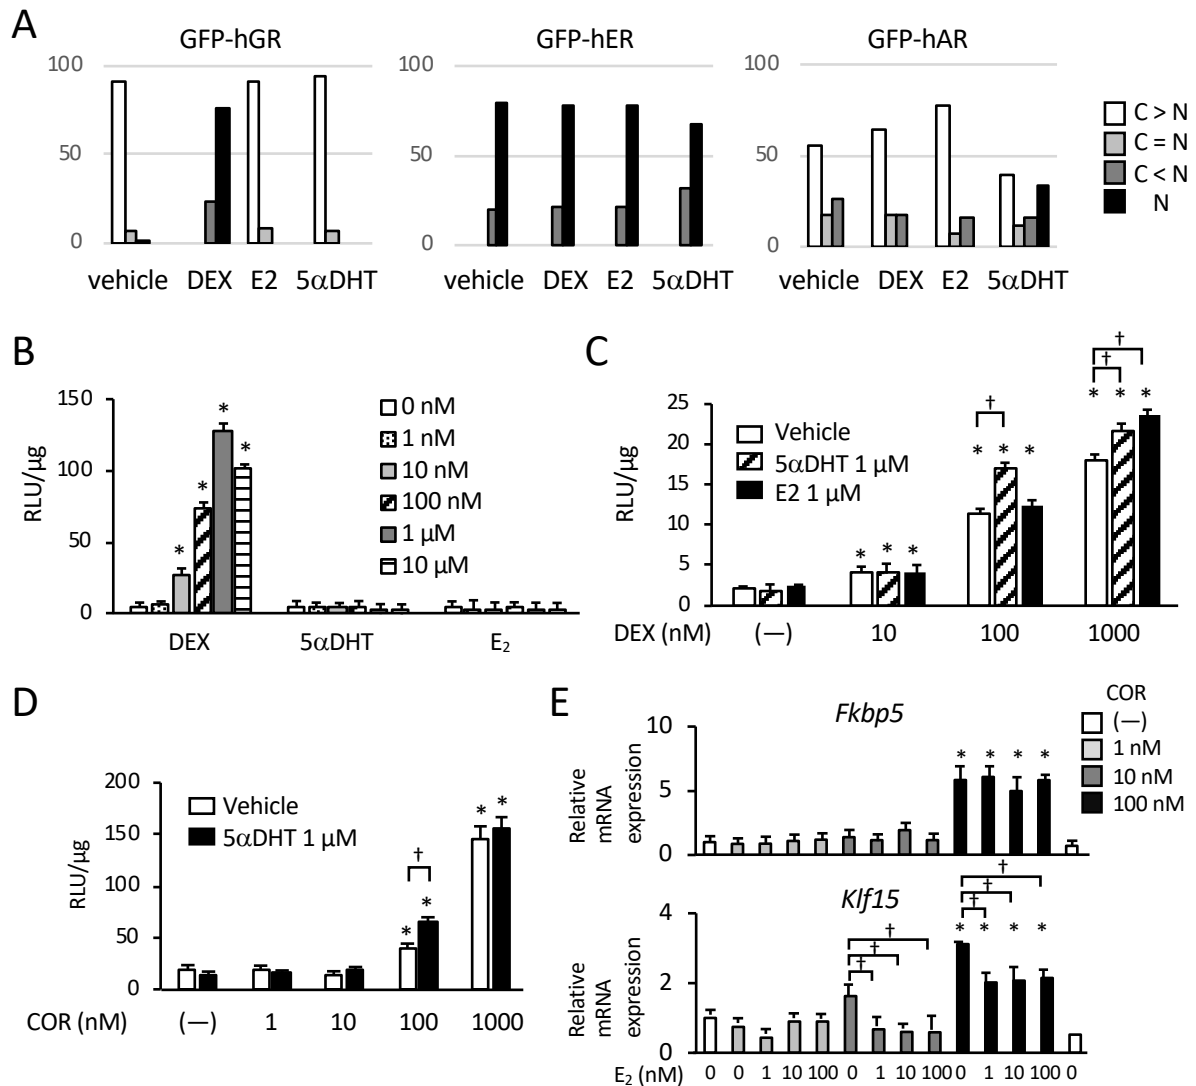 A
GFP-hGR
GFP-hER
GFP-hAR
100
50
0
100
50
0
100
50
0
C > N
C = N
C < N
N
vehicle DEX E2 5αDHT
vehicle DEX E2 5αDHT
vehicle DEX E2 5αDHT
B
RLU/μg
150
100
50
0
* * * *
0 nM
1 nM
10 nM
100 nM
1 μM
10 μM
DEX 5αDHT E2
C
RLU/μg
25
20
15
10
5
0
Vehicle
5αDHT 1 μM
E2 1 μM
* * *
†
* * *
†
†
* * *
DEX (nM) (—) 10 100 1000
D
RLU/μg
200
150
100
50
0
Vehicle
5αDHT 1 μM
†
* *
* *
COR (nM) (—) 1 10 100 1000
E
Fkbp5
Relative
mRNA
expression
10
5
0
* * * *
COR
(—)
1 nM
10 nM
100 nM
Klf15
Relative
mRNA
expression
4
2
0
†
†
†
†
†
†
* * * *
E2 (nM) 0 0 1 10 100 0 1 10 100 0 1 10 100 0